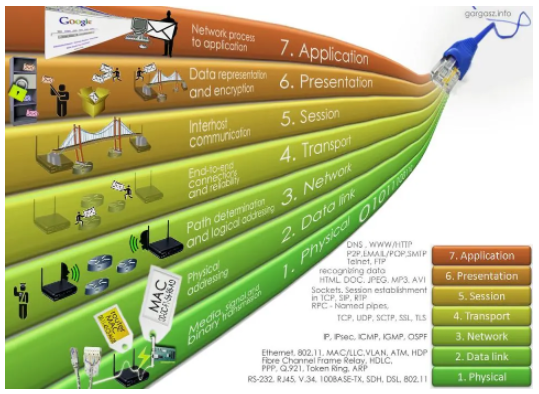 gargasz.info
Google
Network process
to application
7. Application
Data representation
and encryption
6. Presentation
Interhost
communication
5. Session
End-to-end
connections
and reliability
4. Transport
Path determination
and logical addressing
3. Network
Physical
addressing
2. Data link
MAC
Media, signal and
binary transmission
1. Physical
DNS , WWW/HTTP
P2P,EMAIL/POP,SMTP
Telnet, FTP
7. Application
recognizing data
HTML, DOC, JPEG, MP3, AVI
6. Presentation
Sockets. Session establishment
in TCP, SIP, RTP
RPC - Named pipes,
5. Session
TCP, UDP, SCTP, SSL, TLS
4. Transport
IP, IPsec, ICMP, IGMP, OSPF
3. Network
Ethernet, 802.11, MAC/LLC,VLAN, ATM, HDP
Fibre Channel Frame Relay, HDLC,
PPP, Q.921, Token Ring, ARP
2. Data link
RS-232, RJ45, V.34, 100BASE-TX, SDH, DSL, 802.11
1. Physical